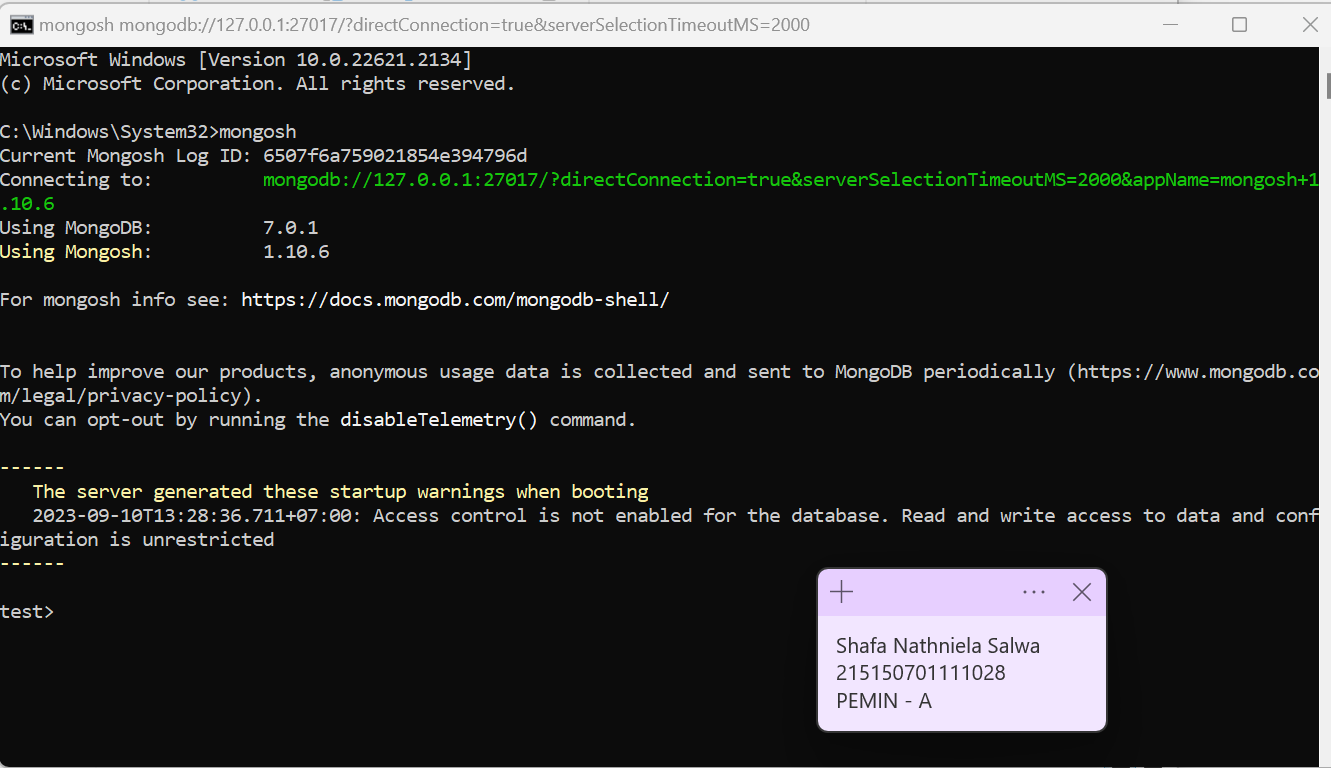 mongosh mongodb://127.0.0.1:27017/?directConnection=true&serverSelectionTimeoutMS=2000
Microsoft Windows [Version 10.0.22621.2134]
(c) Microsoft Corporation. All rights reserved.
C:\Windows\System32>mongosh
Current Mongosh Log ID: 6507f6a759021854e394796d
Connecting to: mongodb://127.0.0.1:27017/?directConnection=true&serverSelectionTimeoutMS=2000&appName=mongosh+1
.10.6
Using MongoDB: 7.0.1
Using Mongosh: 1.10.6
For mongosh info see: https://docs.mongodb.com/mongodb-shell/
To help improve our products, anonymous usage data is collected and sent to MongoDB periodically (https://www.mongodb.co
m/legal/privacy-policy).
You can opt-out by running the disableTelemetry() command.
------
The server generated these startup warnings when booting
2023-09-10T13:28:36.711+07:00: Access control is not enabled for the database. Read and write access to data and conf
iguration is unrestricted
------
test>
Shafa Nathniela Salwa
215150701111028
PEMIN - A